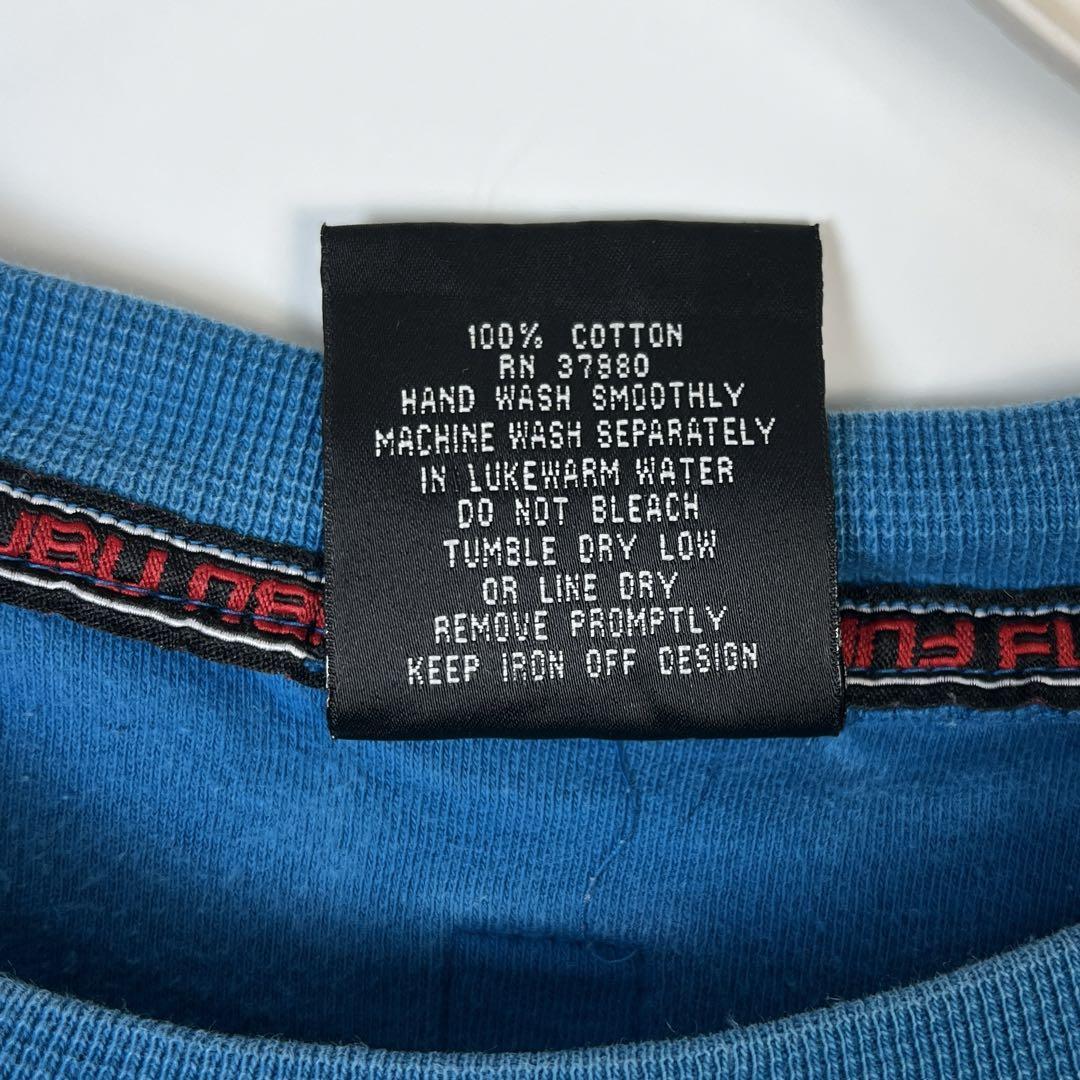 100% COTTON
RN 37980
HAND WASH SMOOTHLY
MACHINE WASH SEPARATELY
IN LUKEWARM WATER
DO NOT BLEACH
TUMBLE DRY LOW
OR LINE DRY
REMOVE PROMPTLY
KEEP IRON OFF DESIGN